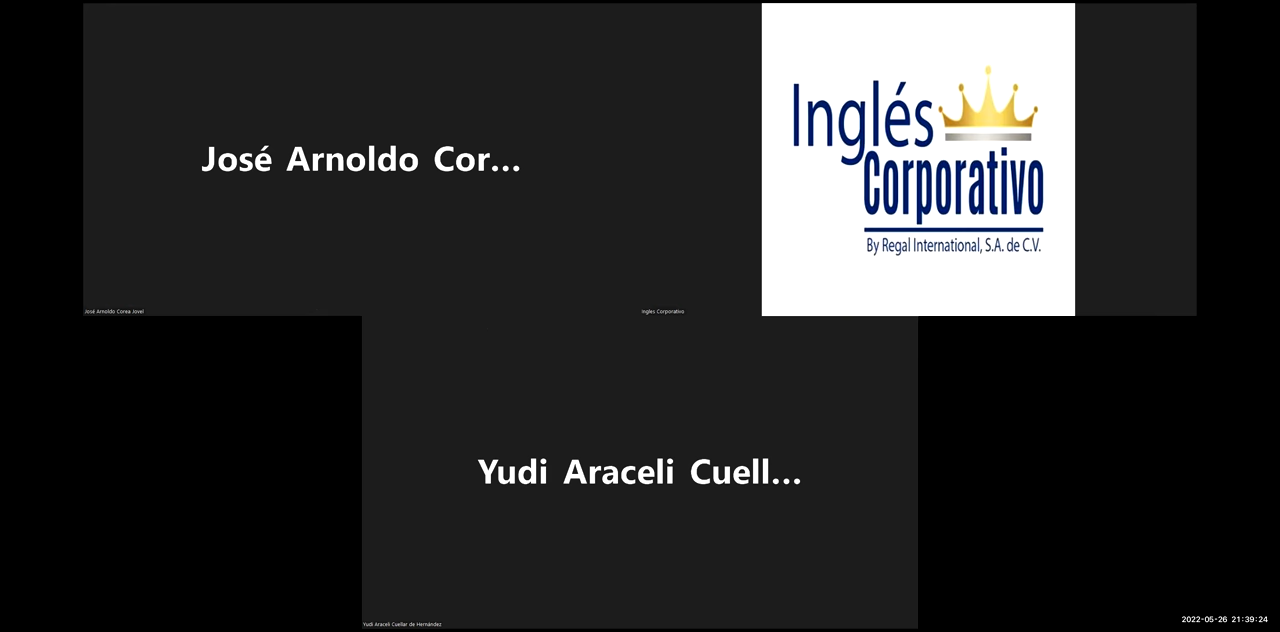 José Arnoldo Cor...
José Arnoldo Corea Jovel
Inglés
Corporativo
By Regal International, S.A. de C.V.
Ingles Corporativo
Yudi Araceli Cuell...
Yudi Araceli Cuellar de Hernández
2022-05-26 21:39:24